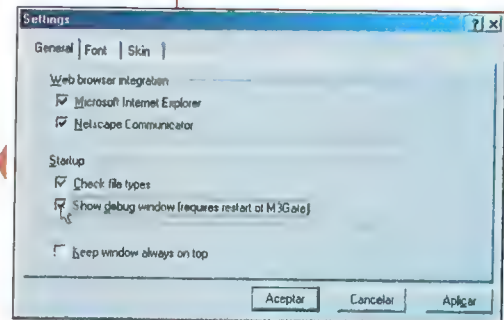 Settings
General Font Skin
Web browser integration
Microsoft Internet Explorer
Netscape Communicator
Startup
Check file types
Show debug window (requires restart of M3Gate)
Keep window always on top
Aceptar Cancelar Aplicar